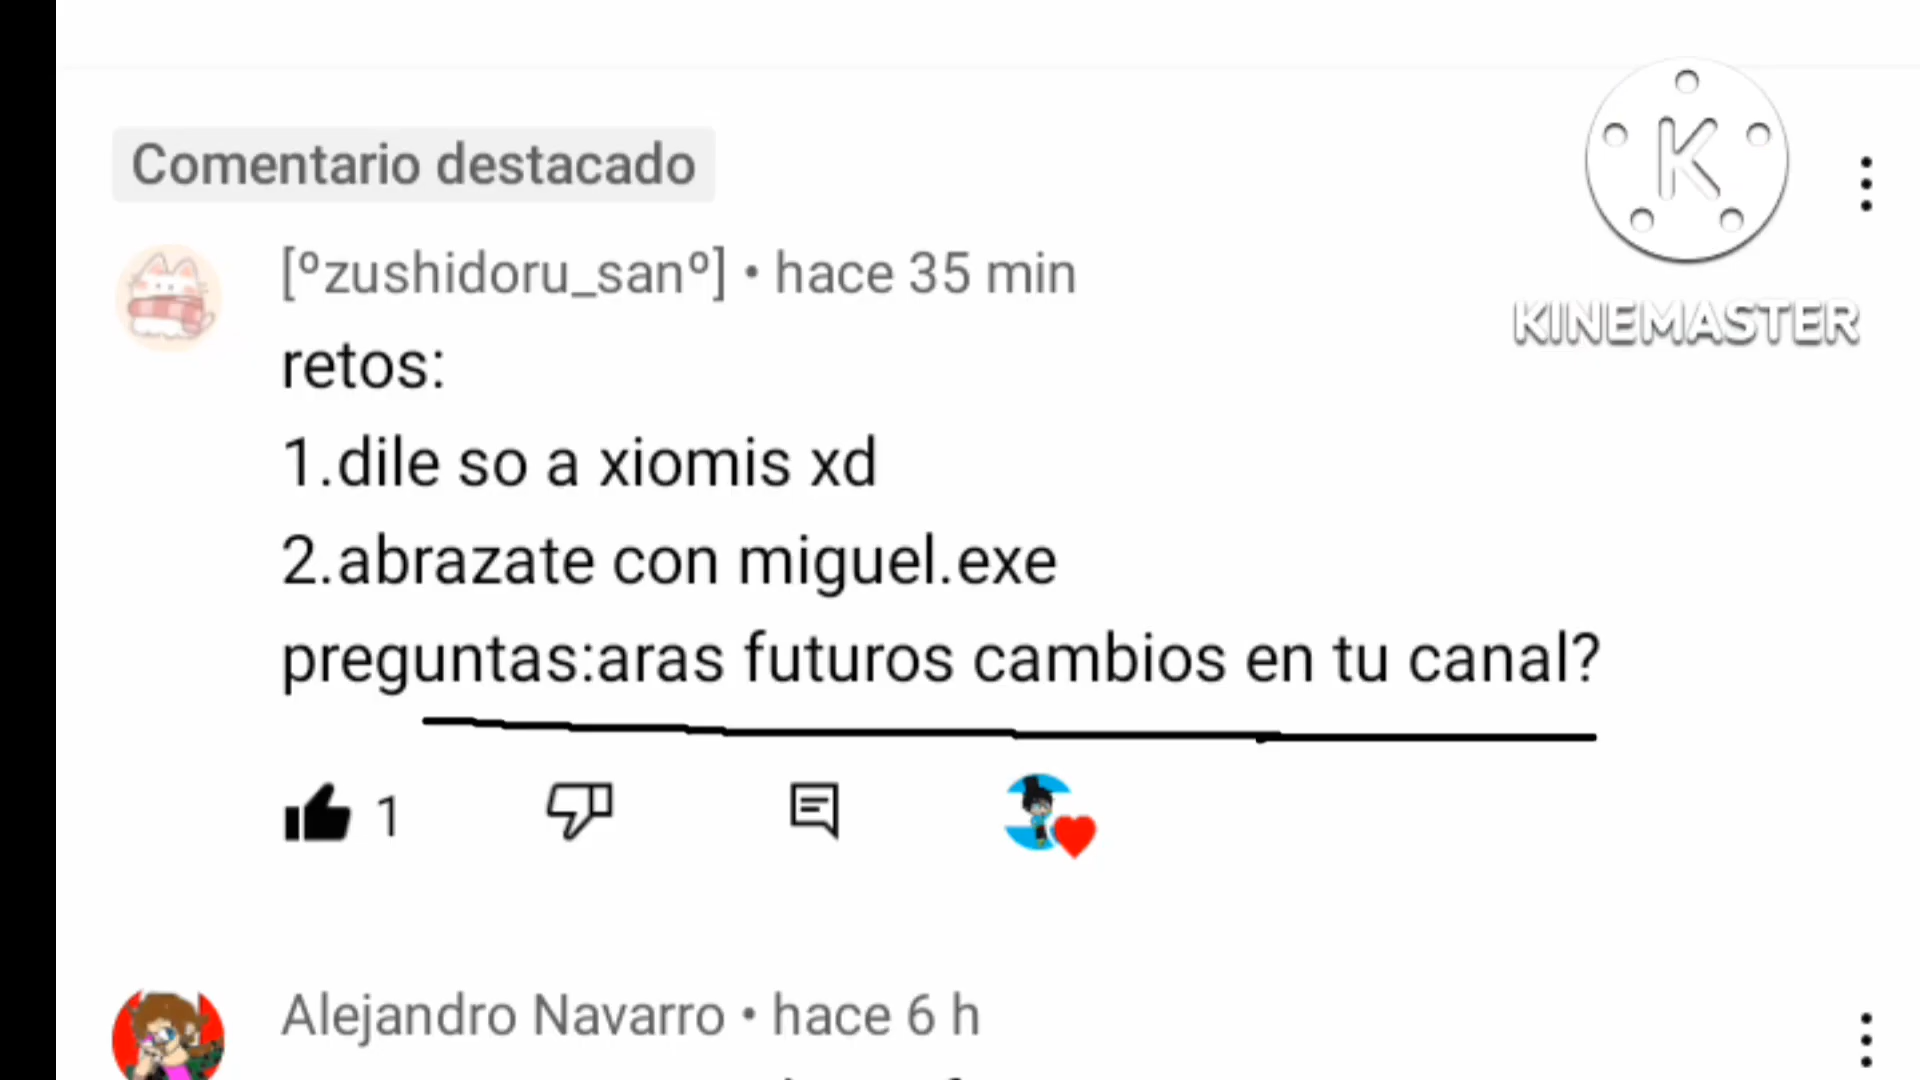 Comentario destacado
K
KINEMASTER
[ºzushidoru_sanº] • hace 35 min
retos:
1.dile so a xiomis xd
2.abrazate con miguel.exe
preguntas:aras futuros cambios en tu canal?
1
Alejandro Navarro • hace 6 h